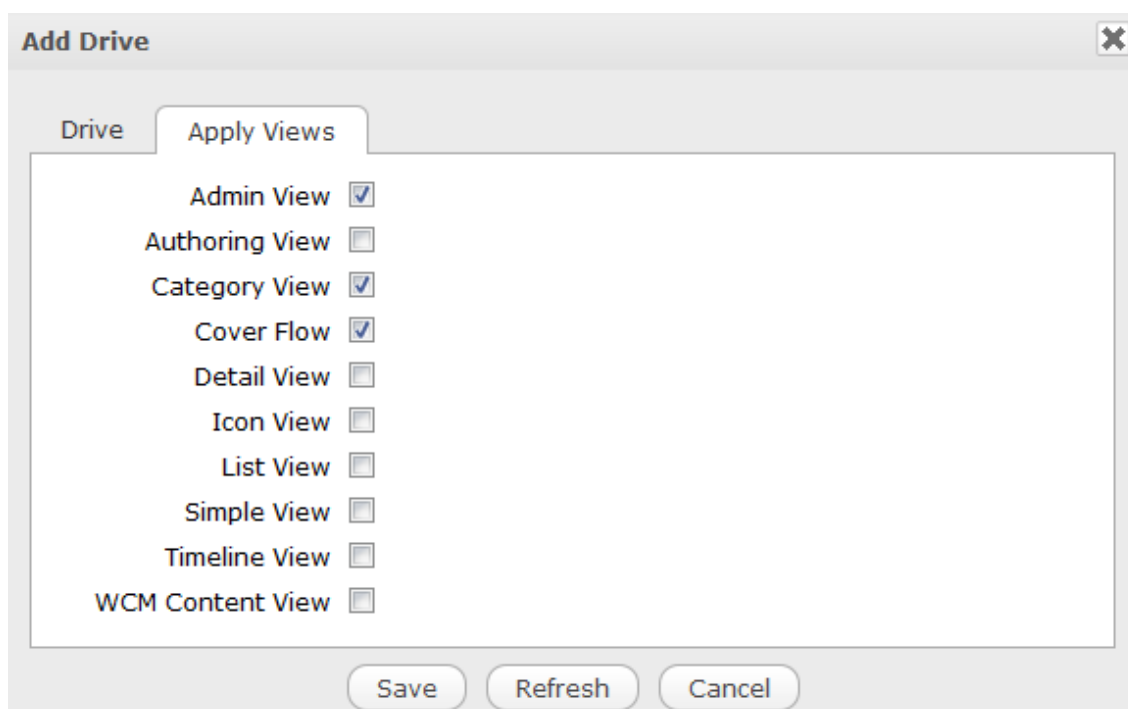 Add Drive
Drive
Apply Views
Admin View
Authoring View
Category View
Cover Flow
Detail View
Icon View
List View
Simple View
Timeline View
WCM Content View
Save
Refresh
Cancel